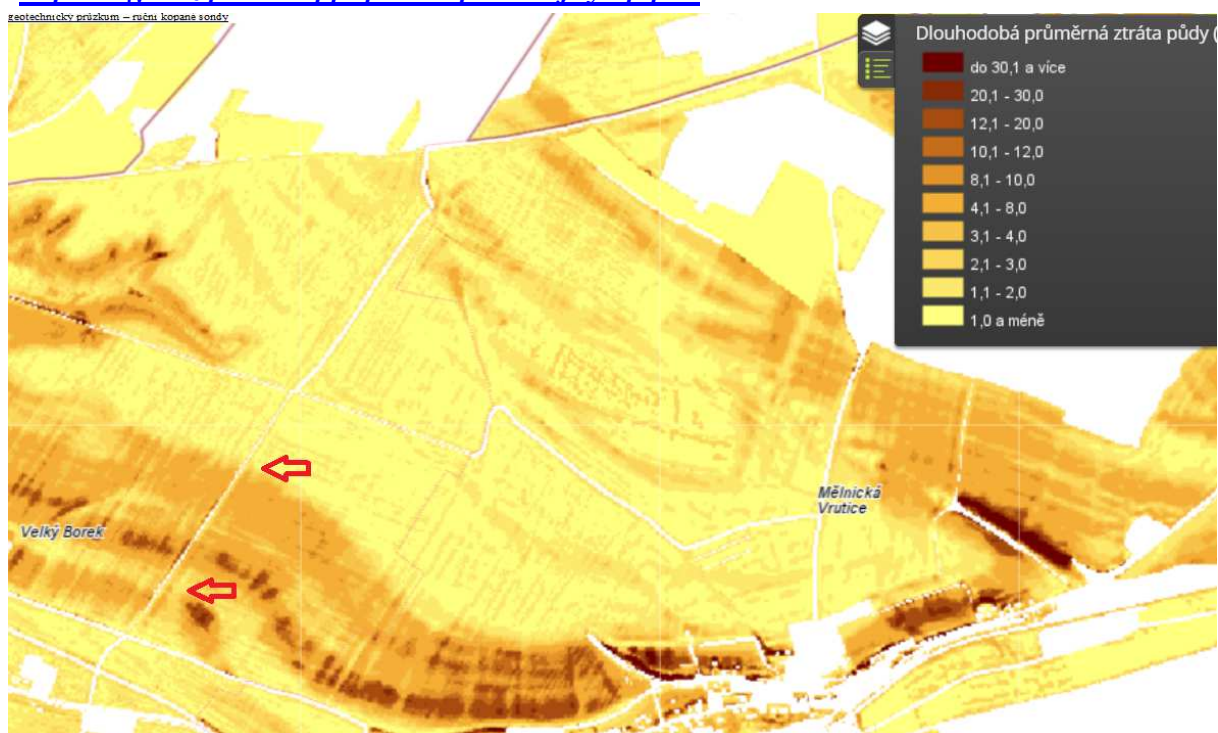 geotechnický průzkum – ruční kopané sondy
Dlouhodobá průměrná ztráta půdy (
do 30,1 a více
20,1 - 30,0
12,1 - 20,0
10,1 - 12,0
8,1 - 10,0
4,1 - 8,0
3,1 - 4,0
2,1 - 3,0
1,1 - 2,0
1,0 a méně
Mělnická
Vrutice
Velký Borek